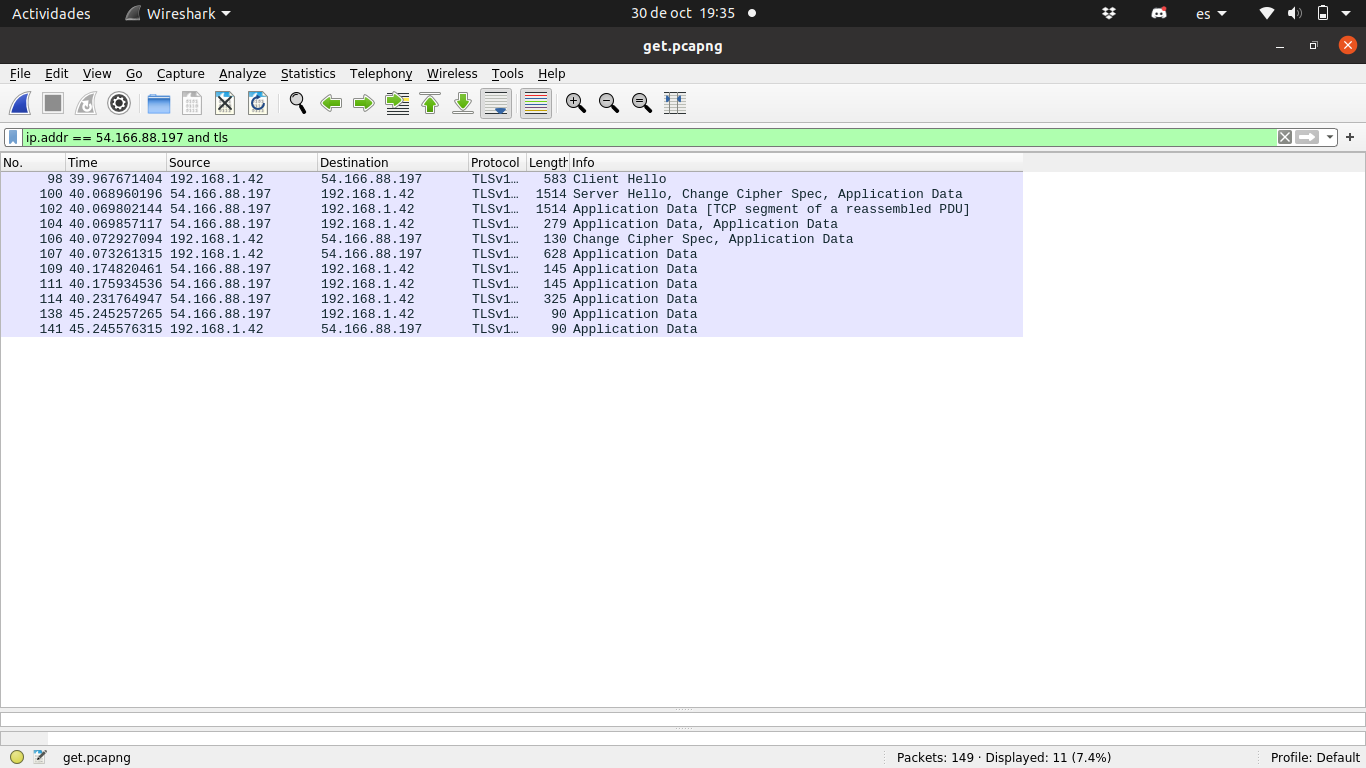 Actividades Wireshark 30 de oct 19:35 es
get.pcapng
File Edit View Go Capture Analyze Statistics Telephony Wireless Tools Help
ip.addr == 54.166.88.197 and tls
No. Time Source Destination Protocol Length Info
98 39.967671404 192.168.1.42 54.166.88.197 TLSv1… 583 Client Hello
100 40.068960196 54.166.88.197 192.168.1.42 TLSv1… 1514 Server Hello, Change Cipher Spec, Application Data
102 40.069802144 54.166.88.197 192.168.1.42 TLSv1… 1514 Application Data [TCP segment of a reassembled PDU]
104 40.069857117 54.166.88.197 192.168.1.42 TLSv1… 279 Application Data, Application Data
106 40.072927094 192.168.1.42 54.166.88.197 TLSv1… 130 Change Cipher Spec, Application Data
107 40.073261315 192.168.1.42 54.166.88.197 TLSv1… 628 Application Data
109 40.174820461 54.166.88.197 192.168.1.42 TLSv1… 145 Application Data
111 40.175934536 54.166.88.197 192.168.1.42 TLSv1… 145 Application Data
114 40.231764947 54.166.88.197 192.168.1.42 TLSv1… 325 Application Data
138 45.245257265 54.166.88.197 192.168.1.42 TLSv1… 90 Application Data
141 45.245576315 192.168.1.42 54.166.88.197 TLSv1… 90 Application Data
get.pcapng Packets: 149 · Displayed: 11 (7.4%) Profile: Default